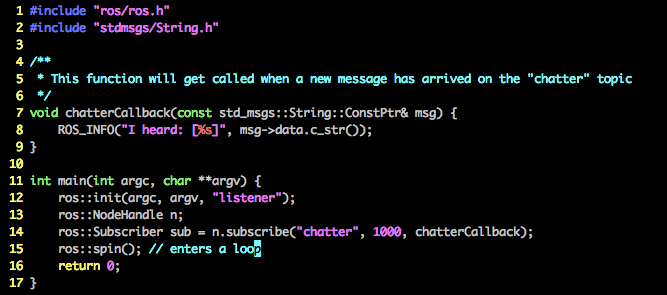 1 #include "ros/ros.h"
2 #include "stdmsgs/String.h"
3
4 /**
5  * This function will get called when a new message has arrived on the "chatter" topic
6  */
7 void chatterCallback(const std_msgs::String::ConstPtr& msg) {
8     ROS_INFO("I heard: [%s]", msg->data.c_str());
9 }
10
11 int main(int argc, char **argv) {
12     ros::init(argc, argv, "listener");
13     ros::NodeHandle n;
14     ros::Subscriber sub = n.subscribe("chatter", 1000, chatterCallback);
15     ros::spin(); // enters a loop
16     return 0;
17 }